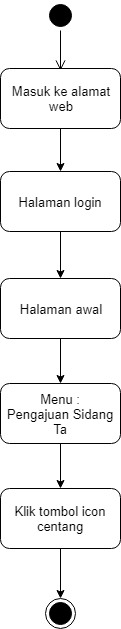 Masuk ke alamat
web
Halaman login
Halaman awal
Menu :
Pengajuan Sidang
Ta
Klik tombol icon
centang